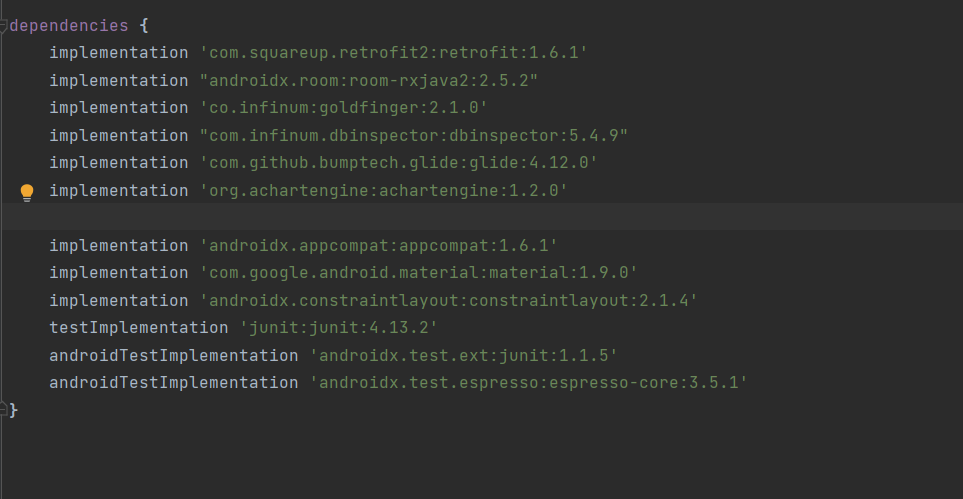 dependencies {
    implementation 'com.squareup.retrofit2:retrofit:1.6.1'
    implementation "androidx.room:room-rxjava2:2.5.2"
    implementation 'co.infinum:goldfinger:2.1.0'
    implementation "com.infinum.dbinspector:dbinspector:5.4.9"
    implementation 'com.github.bumptech.glide:glide:4.12.0'
    implementation 'org.achartengine:achartengine:1.2.0'
    implementation 'androidx.appcompat:appcompat:1.6.1'
    implementation 'com.google.android.material:material:1.9.0'
    implementation 'androidx.constraintlayout:constraintlayout:2.1.4'
    testImplementation 'junit:junit:4.13.2'
    androidTestImplementation 'androidx.test.ext:junit:1.1.5'
    androidTestImplementation 'androidx.test.espresso:espresso-core:3.5.1'
}